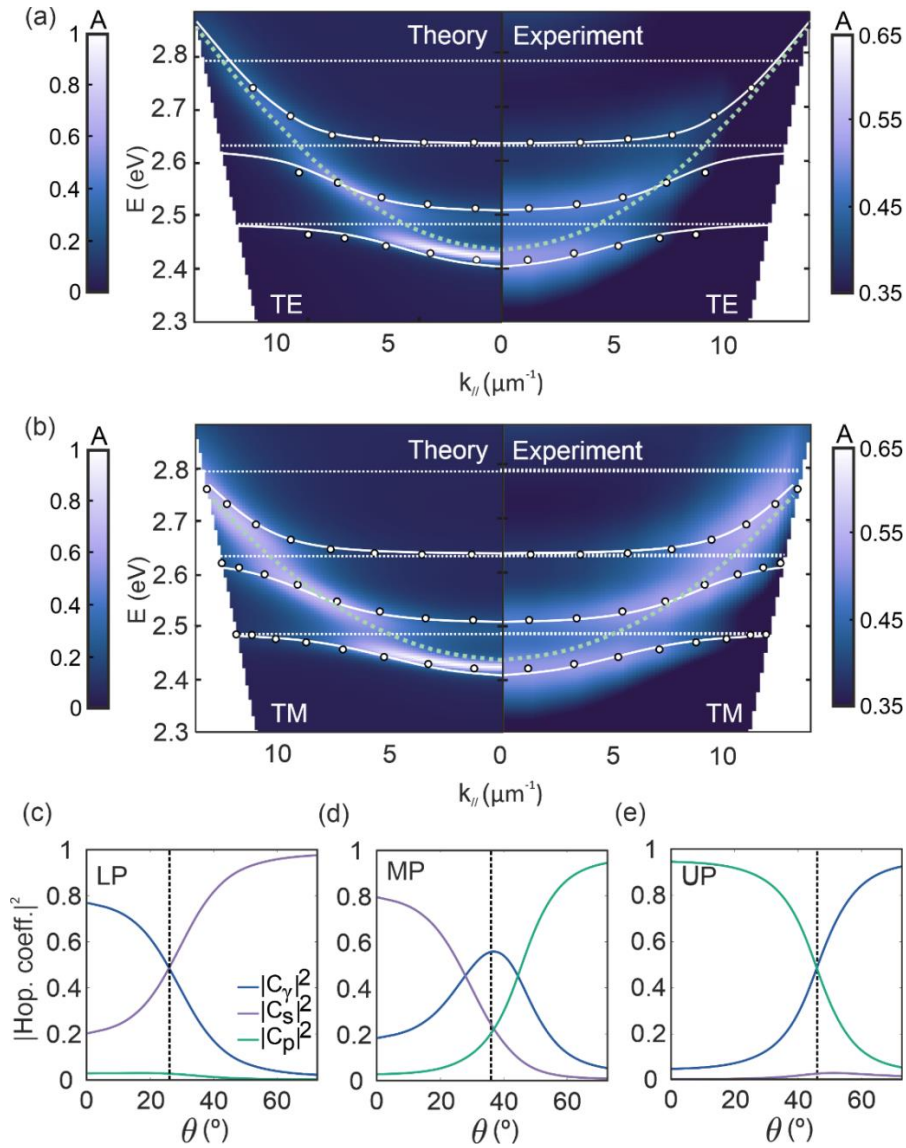 (a)
A
1
0.8
0.6
0.4
0.2
0
E (eV)
2.8
2.7
2.6
2.5
2.4
2.3
Theory
Experiment
TE
TE
10
5
0
5
10
k// (μm-1)
A
0.65
0.55
0.45
0.35
(b)
A
1
0.8
0.6
0.4
0.2
0
E (eV)
2.8
2.7
2.6
2.5
2.4
2.3
Theory
Experiment
TM
TM
10
5
0
5
10
k// (μm-1)
A
0.65
0.55
0.45
0.35
(c)
|Hop. coeff.|²
1
0.8
0.6
0.4
0.2
0
LP
|Cγ|²
|Cs|²
|Cp|²
0
20
40
60
θ (º)
(d)
1
0.8
0.6
0.4
0.2
0
MP
0
20
40
60
θ (º)
(e)
1
0.8
0.6
0.4
0.2
0
UP
0
20
40
60
θ (º)